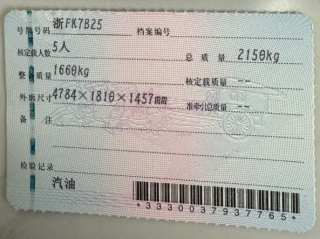 号牌号码 浙FK7B25 档案编号
核定载人数 5人 总质量 2150kg
整备质量 1660kg 核定载质量 --
外廓尺寸 4784×1810×1457mm 准牵引总质量 --
备注
检验记录
汽油
*3330037937765*